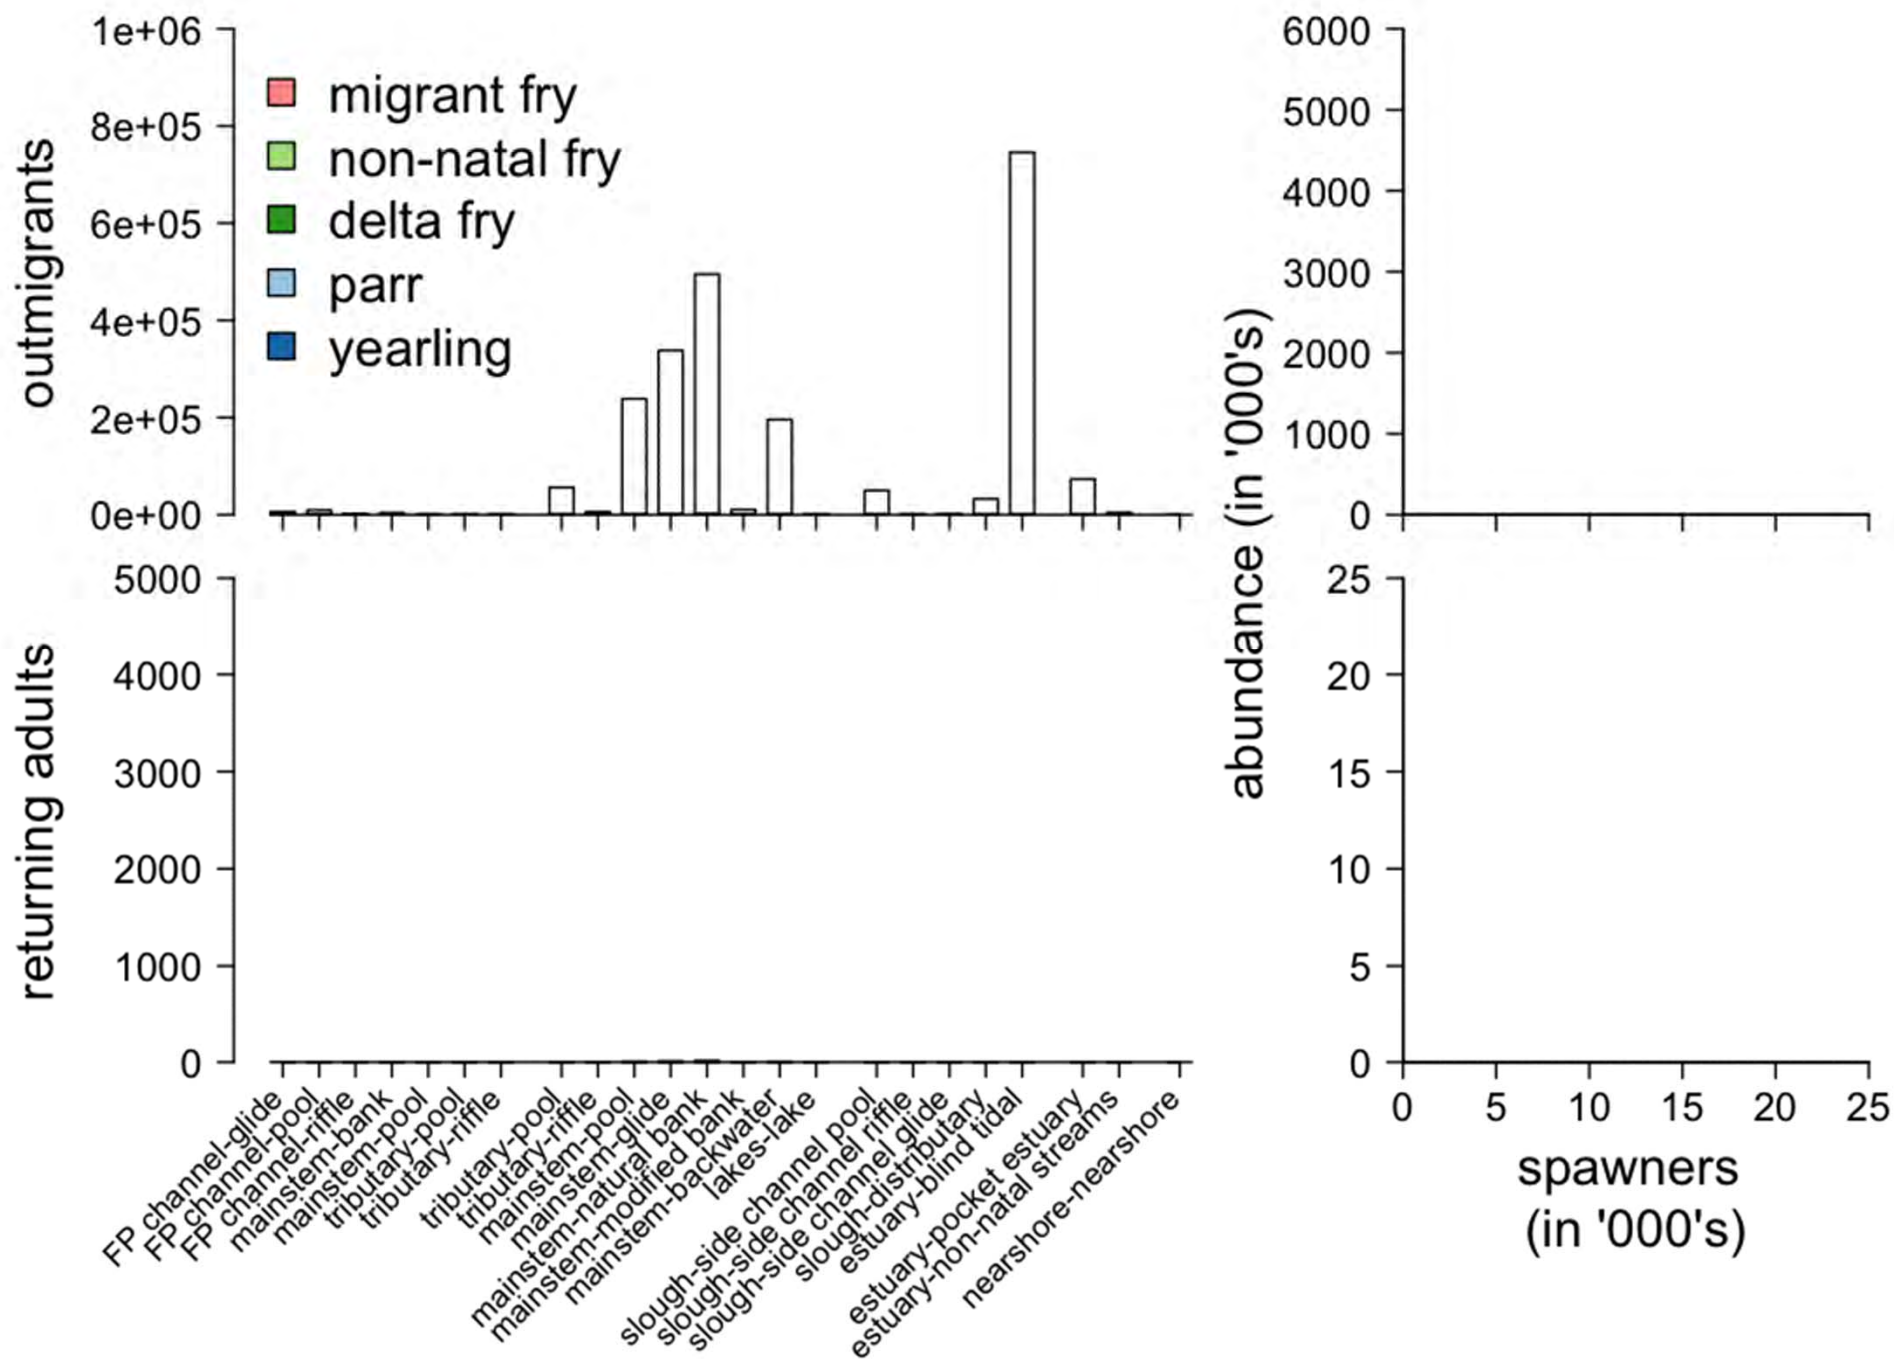 1e+06
8e+05
6e+05
4e+05
2e+05
0e+00
outmigrants
migrant fry
non-natal fry
delta fry
parr
yearling
5000
4000
3000
2000
1000
0
returning adults
FP channel-glide
FP channel-pool
FP channel-riffle
mainstem-bank
mainstem-pool
tributary-pool
tributary-riffle
tributary-pool
tributary-riffle
mainstem-pool
mainstem-glide
mainstem-natural bank
mainstem-modified bank
mainstem-backwater
lakes-lake
slough-side channel pool
slough-side channel riffle
slough-side channel glide
slough-distributary
estuary-blind tidal
estuary-pocket estuary
estuary-non-natal streams
nearshore-nearshore
abundance (in '000's)
6000
5000
4000
3000
2000
1000
0
25
20
15
10
5
0
0 5 10 15 20 25
spawners
(in '000's)